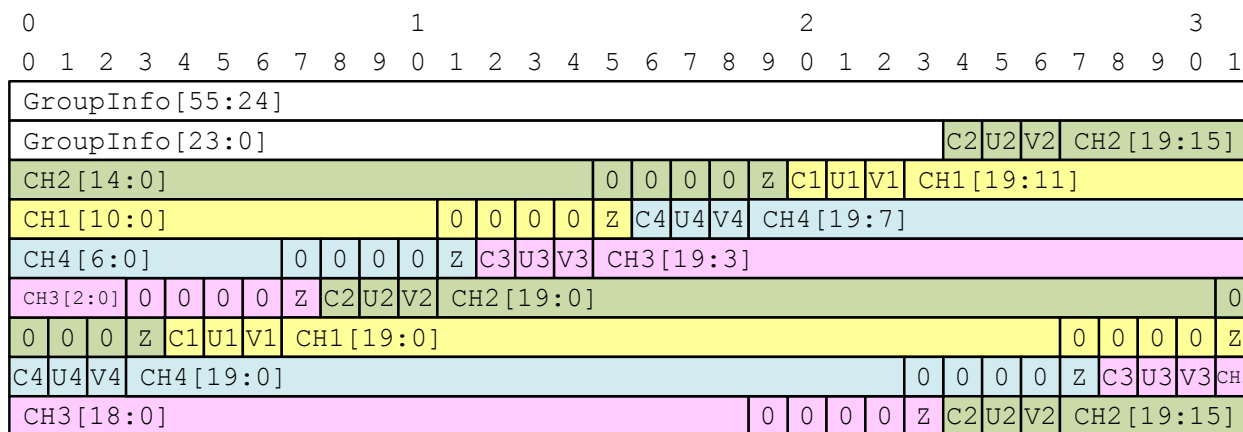 0 1 2 3
0 1 2 3 4 5 6 7 8 9 0 1 2 3 4 5 6 7 8 9 0 1 2 3 4 5 6 7 8 9 0 1
GroupInfo[55:24]
GroupInfo[23:0] C2 U2 V2 CH2[19:15]
CH2[14:0] 0 0 0 0 Z C1 U1 V1 CH1[19:11]
CH1[10:0] 0 0 0 0 Z C4 U4 V4 CH4[19:7]
CH4[6:0] 0 0 0 0 Z C3 U3 V3 CH3[19:3]
CH3[2:0] 0 0 0 0 Z C2 U2 V2 CH2[19:0] 0
0 0 0 Z C1 U1 V1 CH1[19:0] 0 0 0 0 Z
C4 U4 V4 CH4[19:0] 0 0 0 0 Z C3 U3 V3 CH
CH3[18:0] 0 0 0 0 Z C2 U2 V2 CH2[19:15]